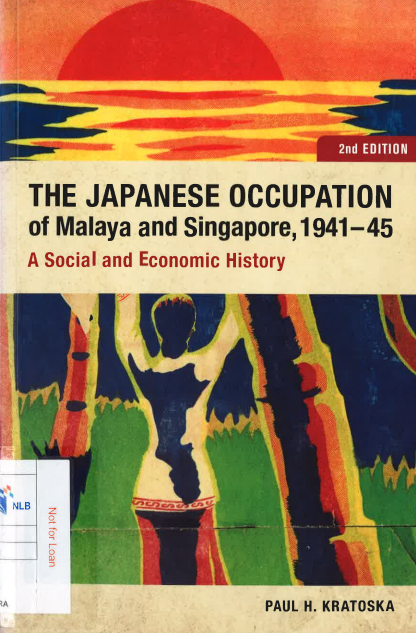 2nd EDITION
THE JAPANESE OCCUPATION
of Malaya and Singapore, 1941–45
A Social and Economic History
NLB
Not for Loan
RA
PAUL H. KRATOSKA